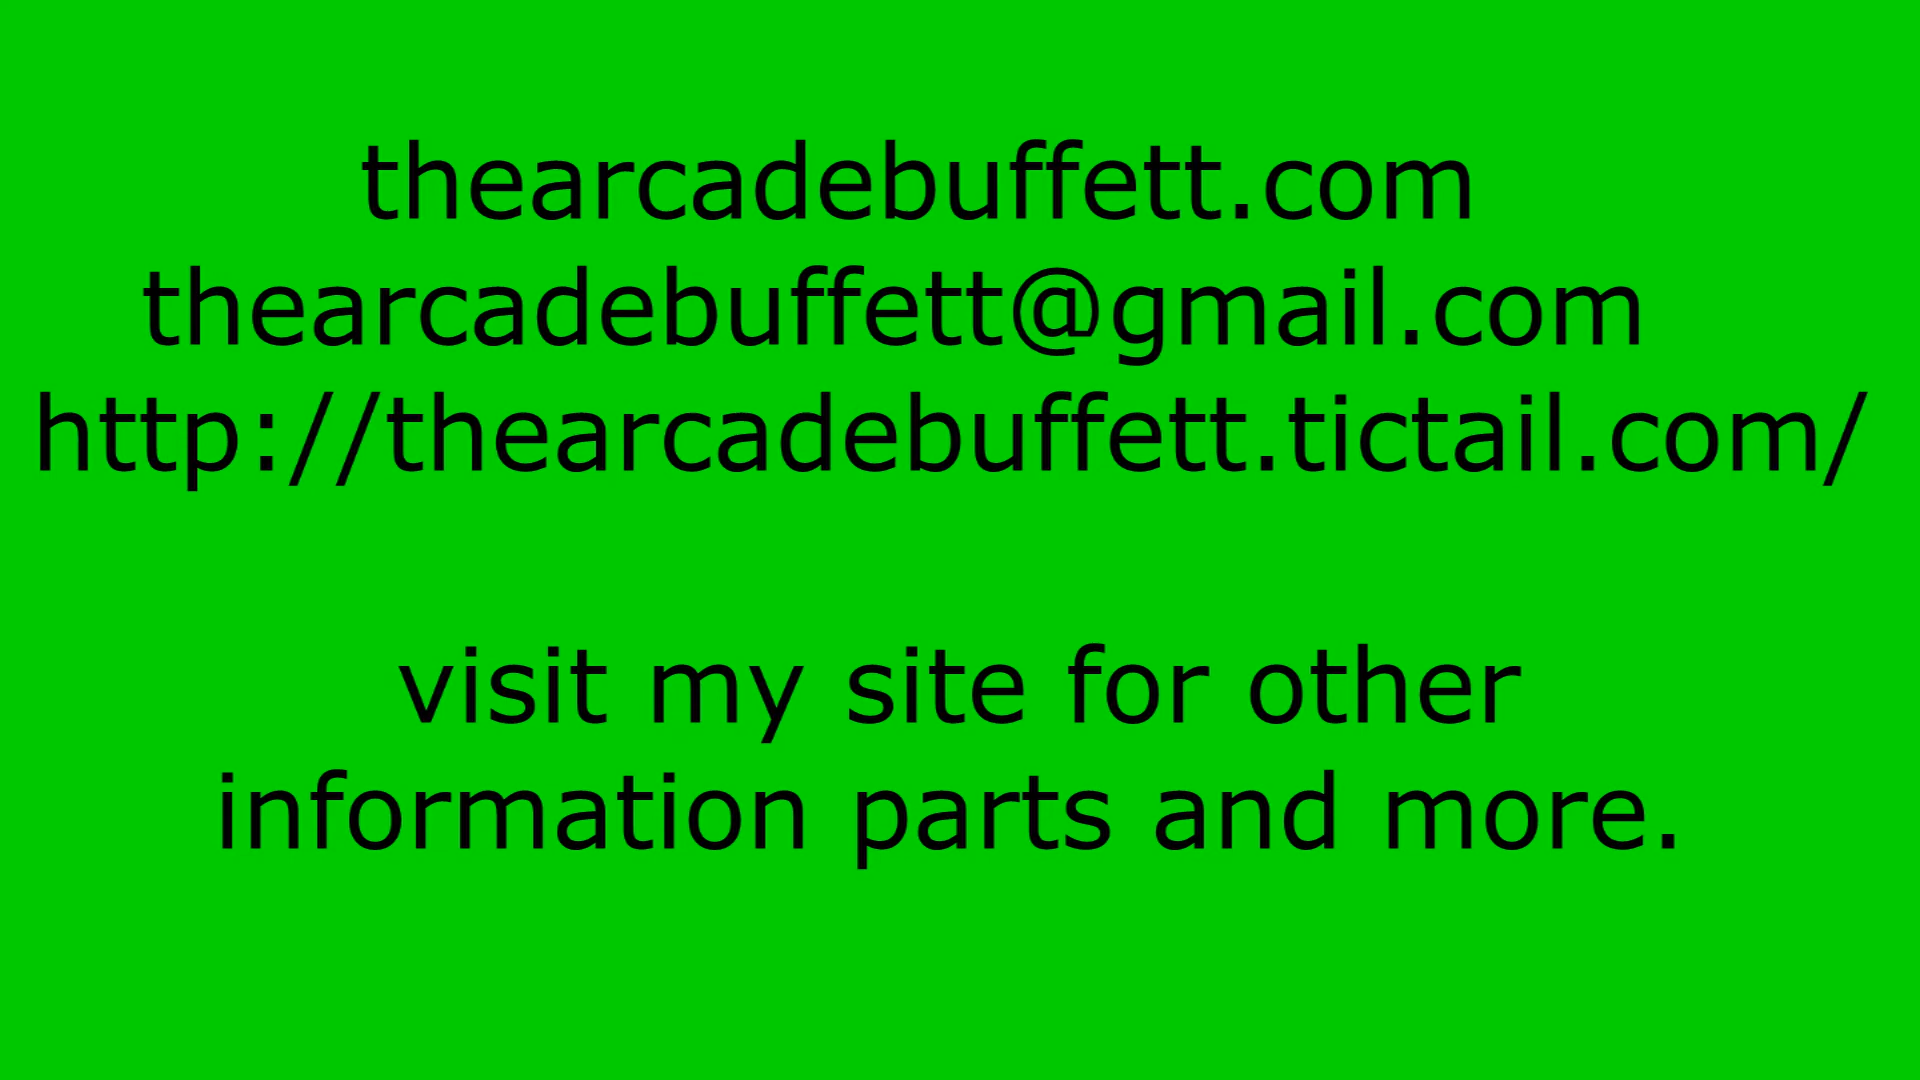 thearcadebuffett.com
thearcadebuffett@gmail.com
http://thearcadebuffett.tictail.com/
visit my site for other
information parts and more.